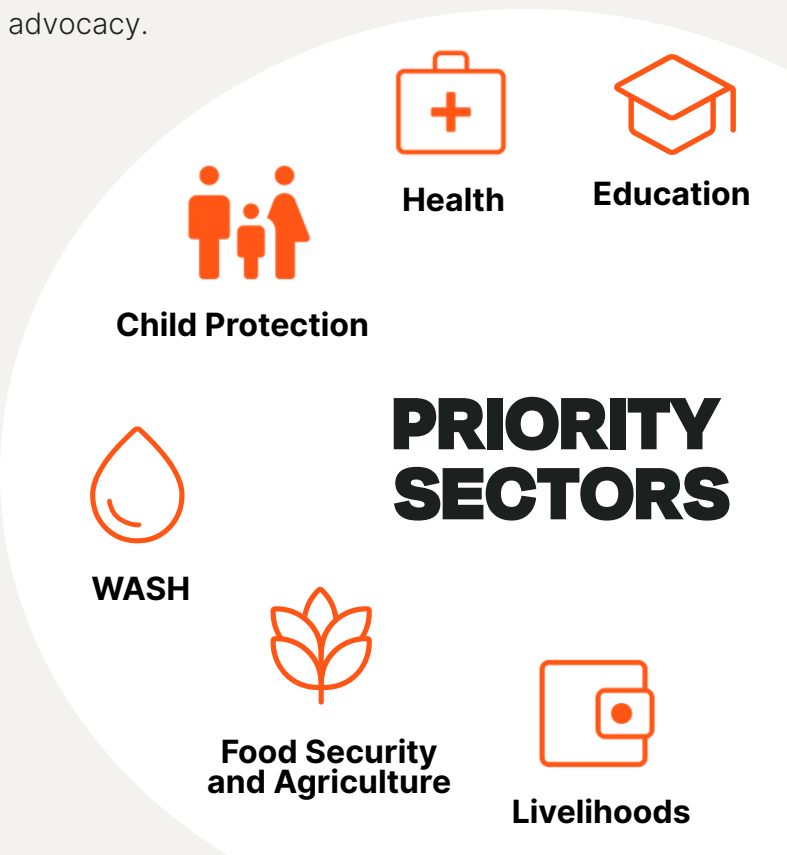 advocacy.
Health
Education
Child Protection
PRIORITY
SECTORS
WASH
Food Security
and Agriculture
Livelihoods